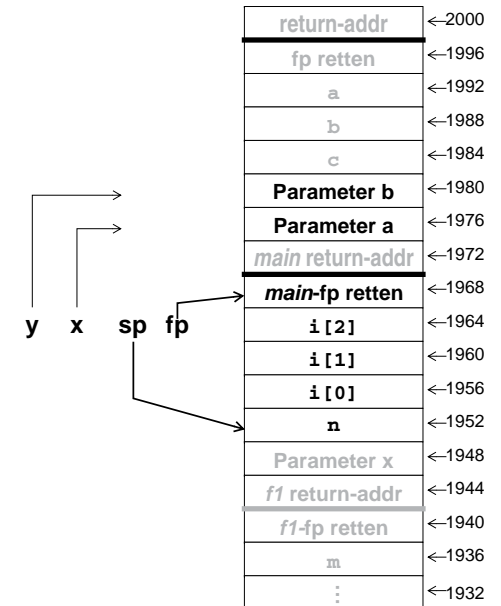 return-addr ←2000
fp retten ←1996
a ←1992
b ←1988
c ←1984
Parameter b ←1980
Parameter a ←1976
main return-addr ←1972
main-fp retten ←1968
y x sp fp i[2] ←1964
i[1] ←1960
i[0] ←1956
n ←1952
Parameter x ←1948
f1 return-addr ←1944
f1-fp retten ←1940
m ←1936
⋮ ←1932